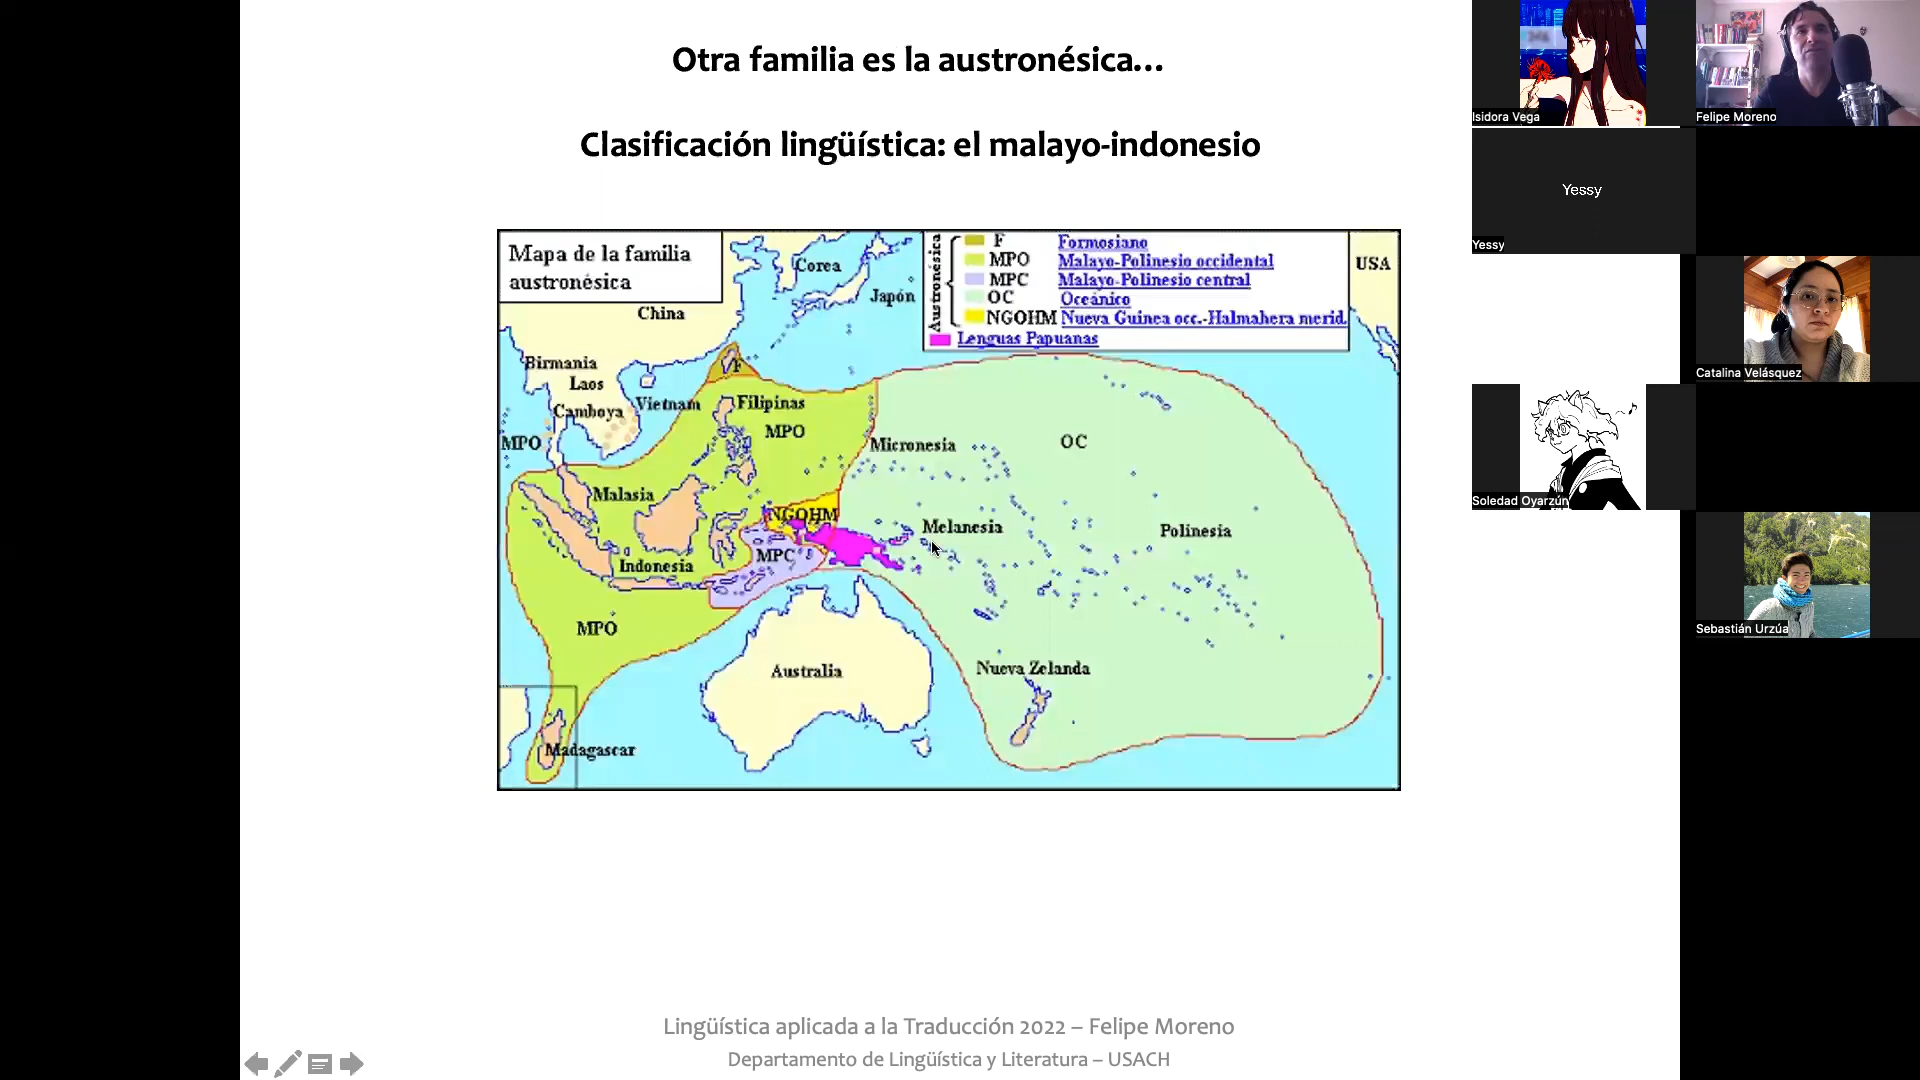 Otra familia es la austronésica...
Clasificación lingüística: el malayo-indonesio
Mapa de la familia
austronésica
Austronésica
F Formosiano
MPO Malayo-Polinesio occidental
MPC Malayo-Polinesio central
OC Oceánico
NGOHM Nueva Guinea occ.-Halmahera merid.
Lenguas Papuanas
USA
Corea
Japón
China
Birmania
Laos
Camboya
Vietnam
F
Filipinas
MPO
MPO
Micronesia
OC
Malasia
NGOHM
Melanesia
Polinesia
MPC
Indonesia
MPO
Australia
Nueva Zelanda
Madagascar
Lingüística aplicada a la Traducción 2022 – Felipe Moreno
Departamento de Lingüística y Literatura – USACH
Isidora Vega
Felipe Moreno
Yessy
Yessy
Catalina Velásquez
Soledad Oyarzún
Sebastián Urzúa